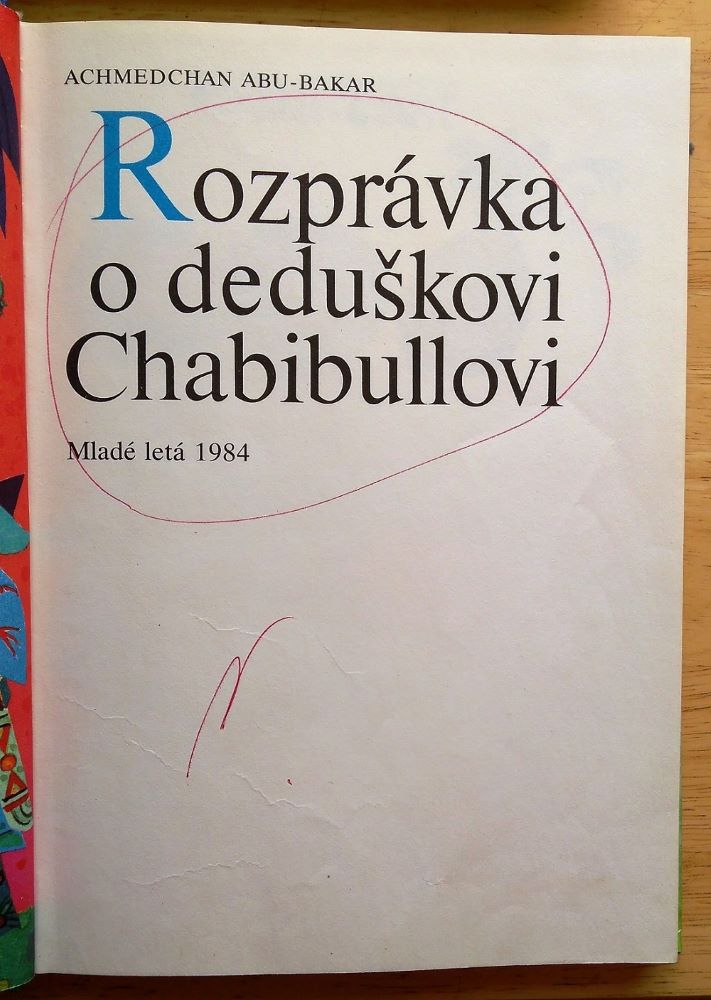 ACHMEDCHAN ABU-BAKAR
Rozprávka
o deduškovi
Chabibullovi
Mladé letá 1984